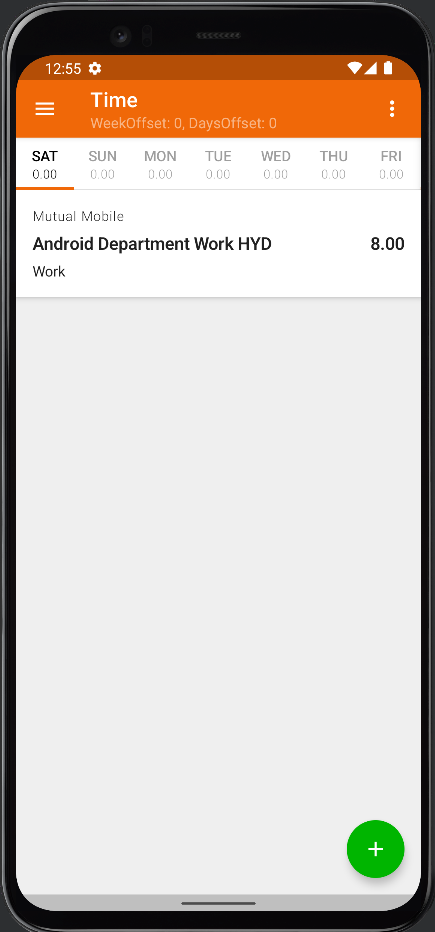 12:55
Time
WeekOffset: 0, DaysOffset: 0
SAT SUN MON TUE WED THU FRI
0.00 0.00 0.00 0.00 0.00 0.00 0.00
Mutual Mobile
Android Department Work HYD 8.00
Work